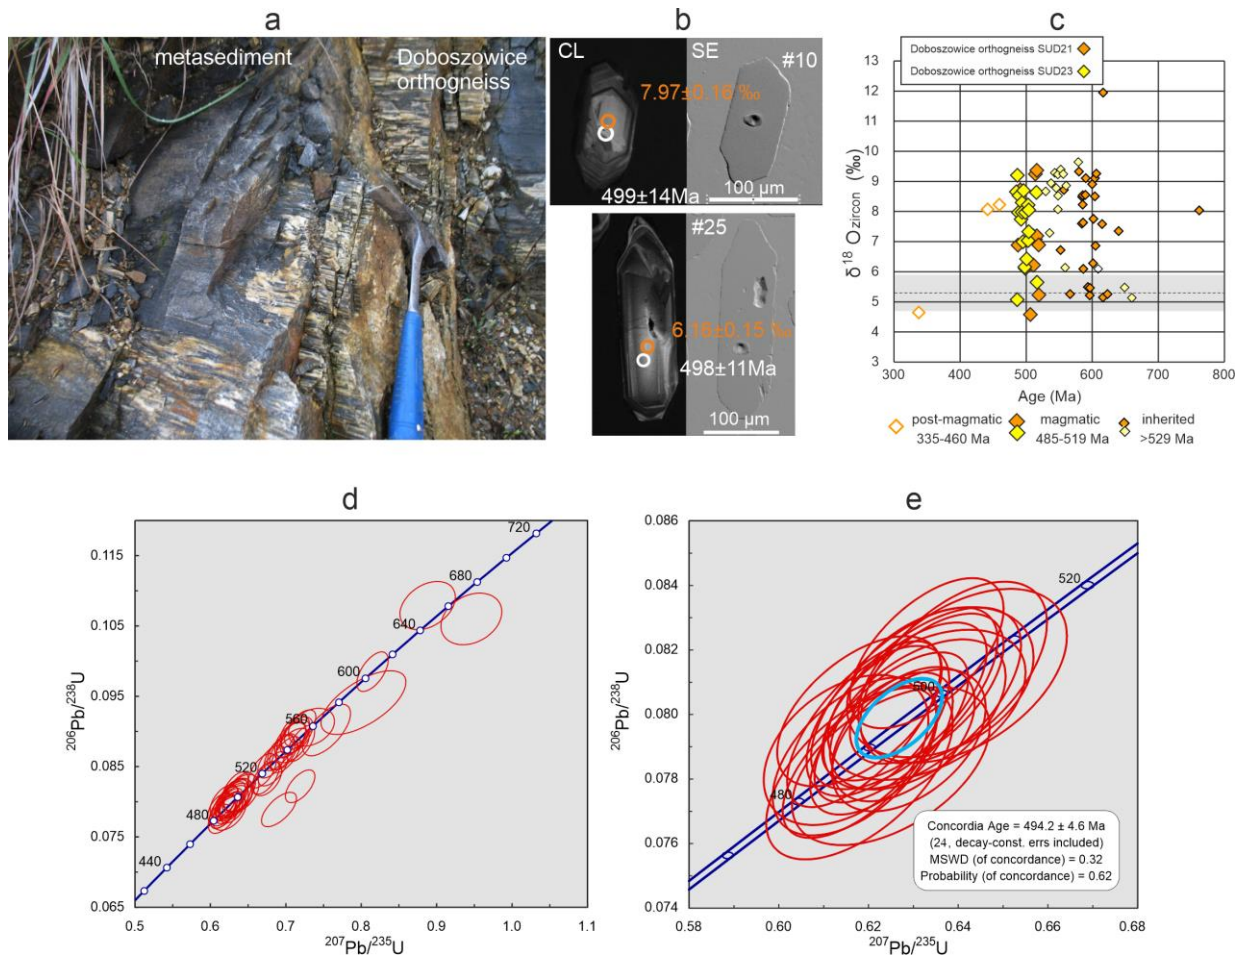 a
metasediment
Doboszowice
orthogneiss
b
CL
SE
#10
7.97±0.16 ‰
499±14Ma
100 µm
#25
6.16±0.15 ‰
498±11Ma
100 µm
c
Doboszowice orthogneiss SUD21
Doboszowice orthogneiss SUD23
13
12
11
10
9
8
7
6
5
4
3
δ18 Ozircon (‰)
300
400
500
600
700
800
Age (Ma)
post-magmatic
335-460 Ma
magmatic
485-519 Ma
inherited
>529 Ma
d
0.115
0.105
0.095
0.085
0.075
0.065
206Pb/238U
720
680
640
600
560
520
480
440
0.5
0.6
0.7
0.8
0.9
1.0
1.1
207Pb/235U
e
0.086
0.084
0.082
0.080
0.078
0.076
0.074
206Pb/238U
520
500
480
Concordia Age = 494.2 ± 4.6 Ma
(24, decay-const. errs included)
MSWD (of concordance) = 0.32
Probability (of concordance) = 0.62
0.58
0.60
0.62
0.64
0.66
0.68
207Pb/235U